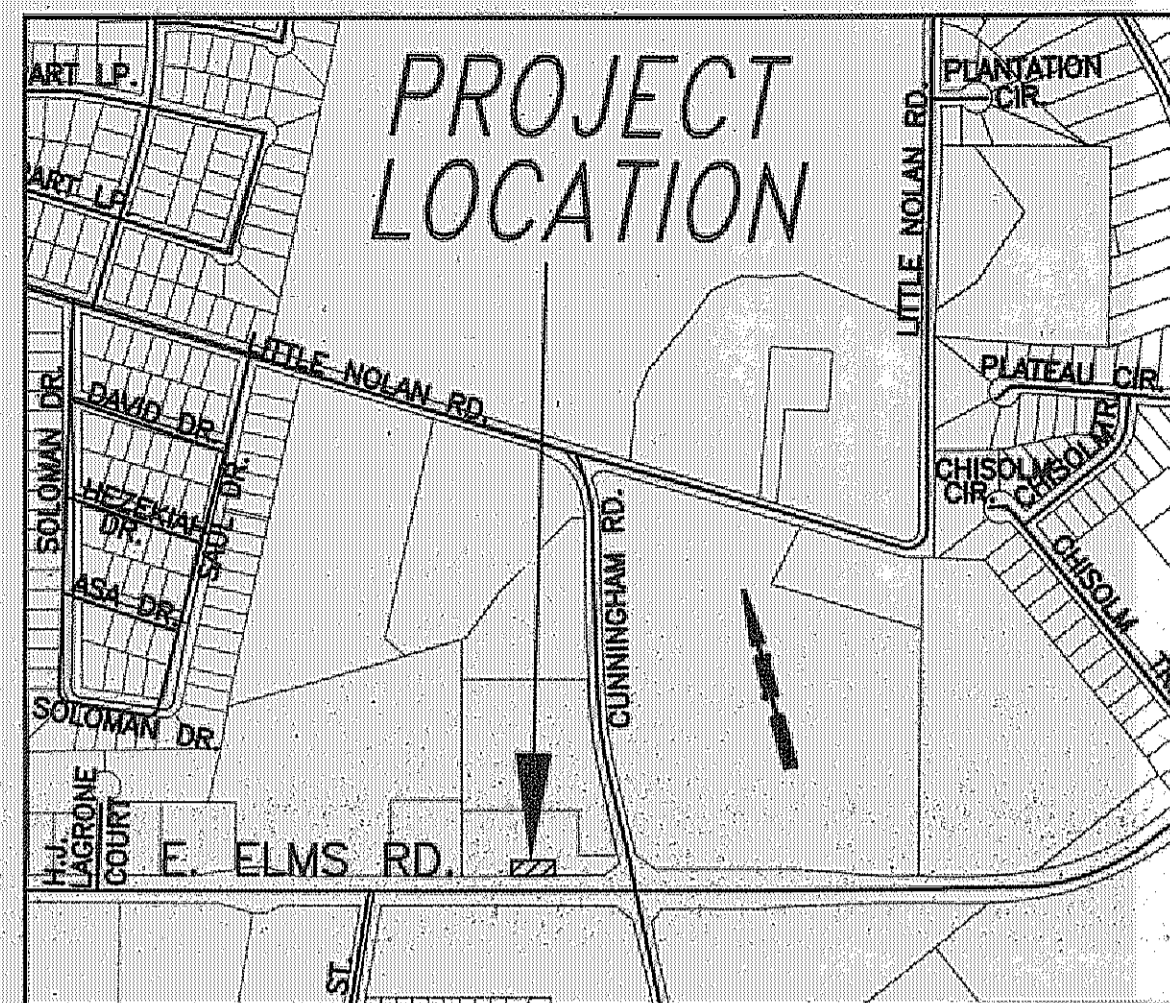 PROJECT
LOCATION
ART LP.
ART LP.
PLANTATION
CIR.
LITTLE NOLAN RD.
LITTLE NOLAN RD.
PLATEAU CIR.
CHISOLM TR.
CHISOLM
CIR.
CHISOLM
SOLOMAN DR.
DAVID DR.
HEZEKIAH
DR.
SAUL DR.
ASA DR.
SOLOMAN DR.
CUNNINGHAM RD.
H.J.
LAGRONE
COURT
E. ELMS RD.
ST.